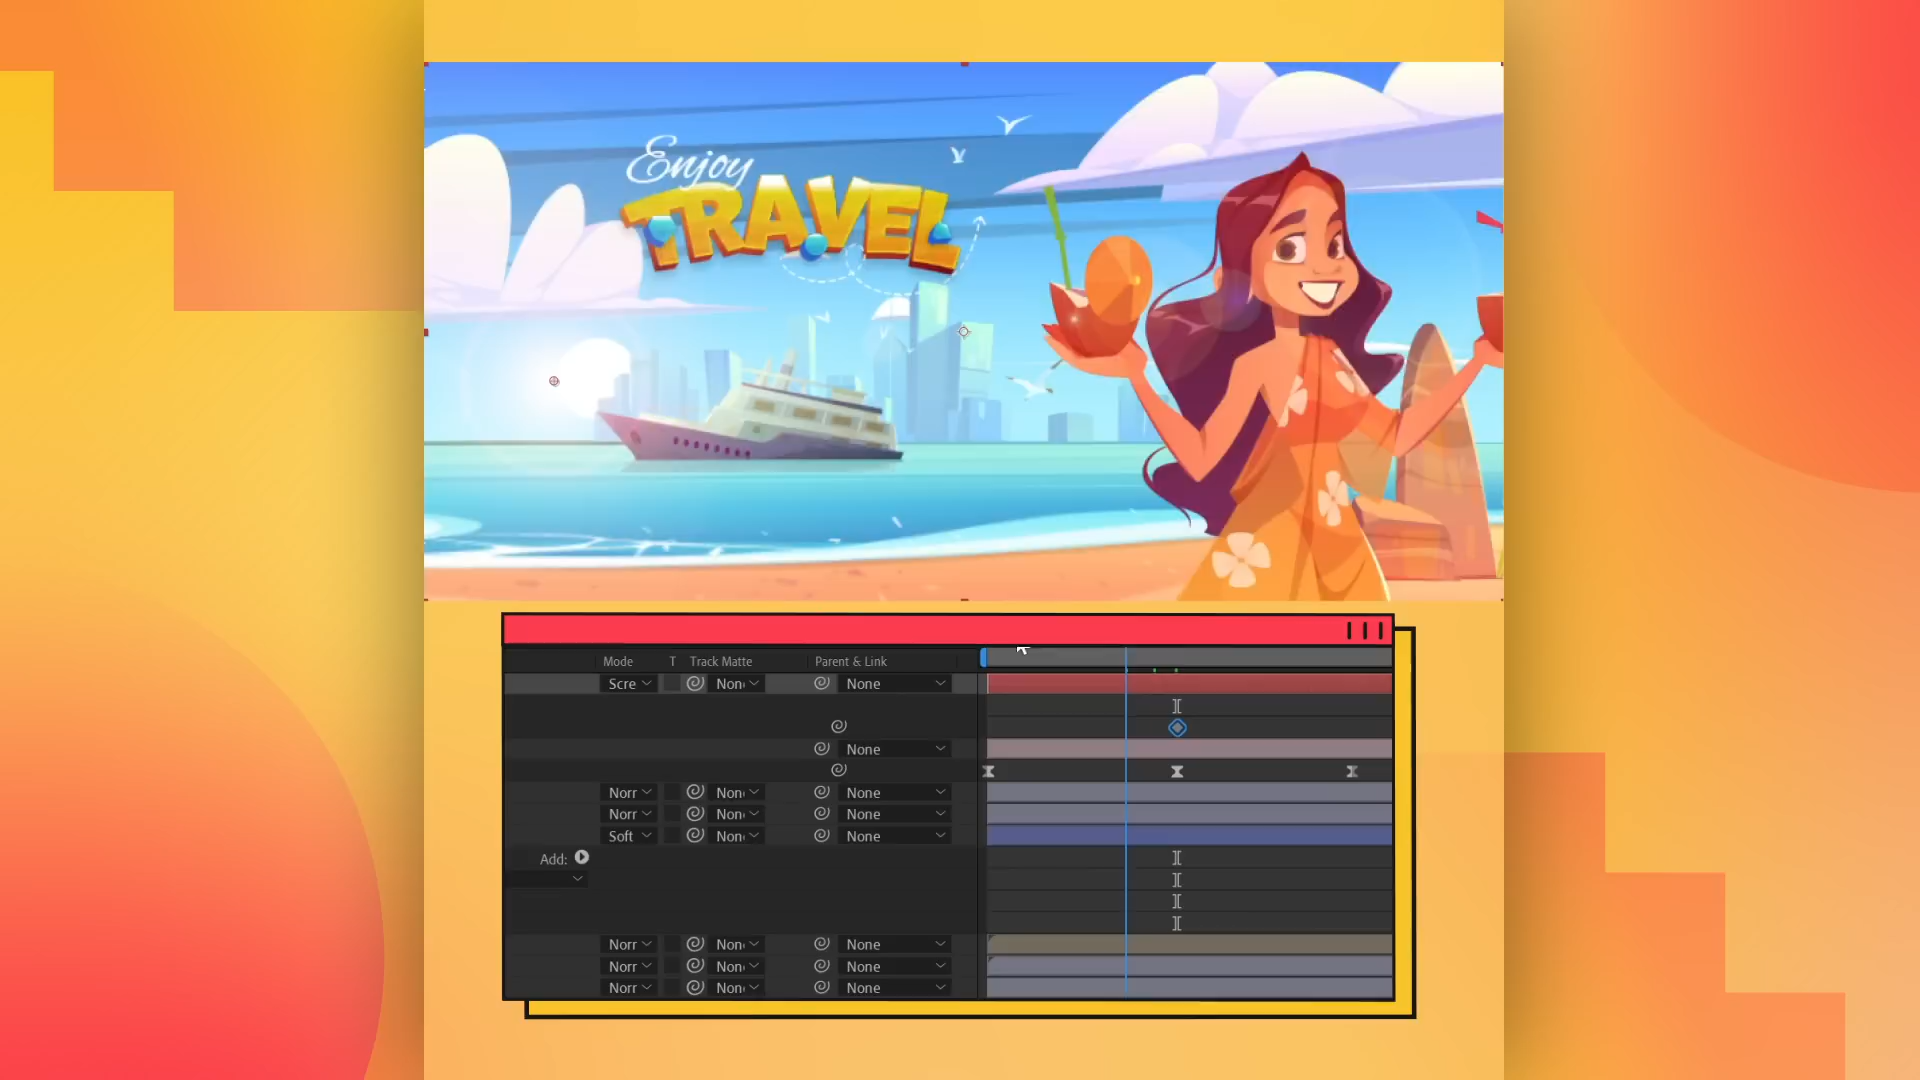 Enjoy
TRAVEL
Mode T Track Matte Parent & Link
Scre Non None
None
Norr Non None
Norr Non None
Soft Non None
Add:
Norr Non None
Norr Non None
Norr Non None